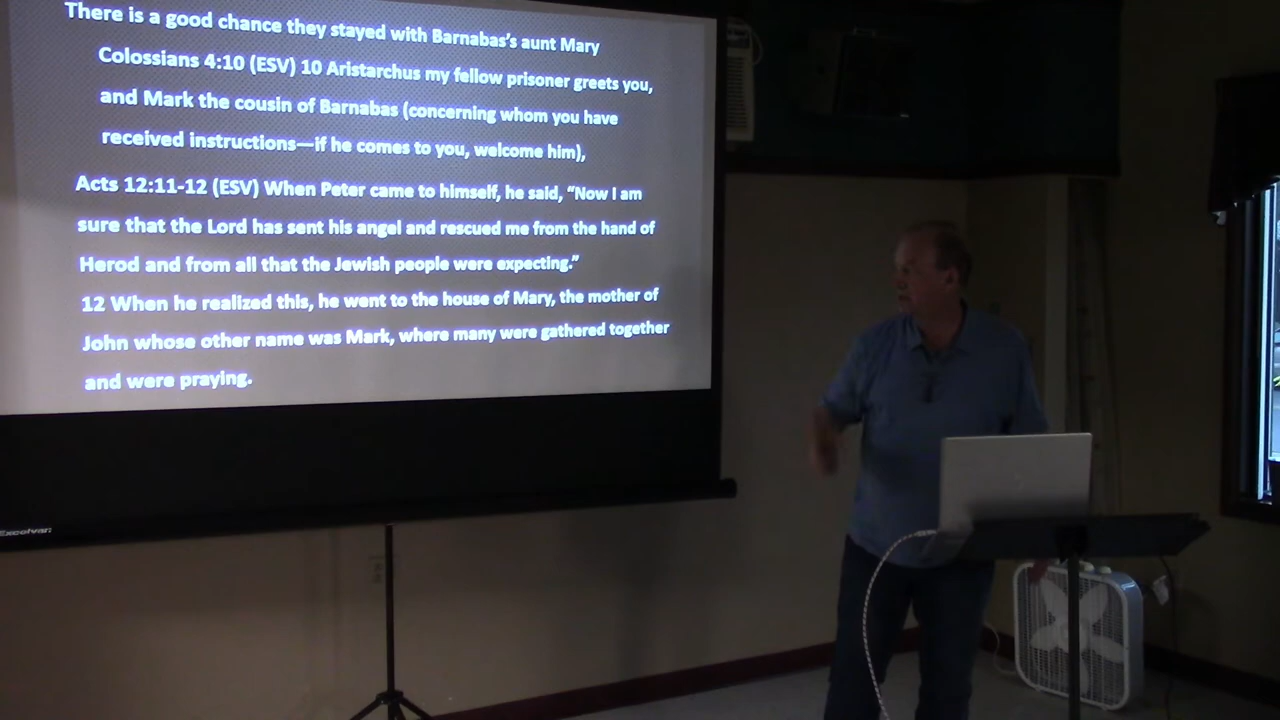 There is a good chance they stayed with Barnabas's aunt Mary
Colossians 4:10 (ESV) 10 Aristarchus my fellow prisoner greets you,
and Mark the cousin of Barnabas (concerning whom you have
received instructions—if he comes to you, welcome him),
Acts 12:11-12 (ESV) When Peter came to himself, he said, “Now I am
sure that the Lord has sent his angel and rescued me from the hand of
Herod and from all that the Jewish people were expecting.”
12 When he realized this, he went to the house of Mary, the mother of
John whose other name was Mark, where many were gathered together
and were praying.
Excelvan